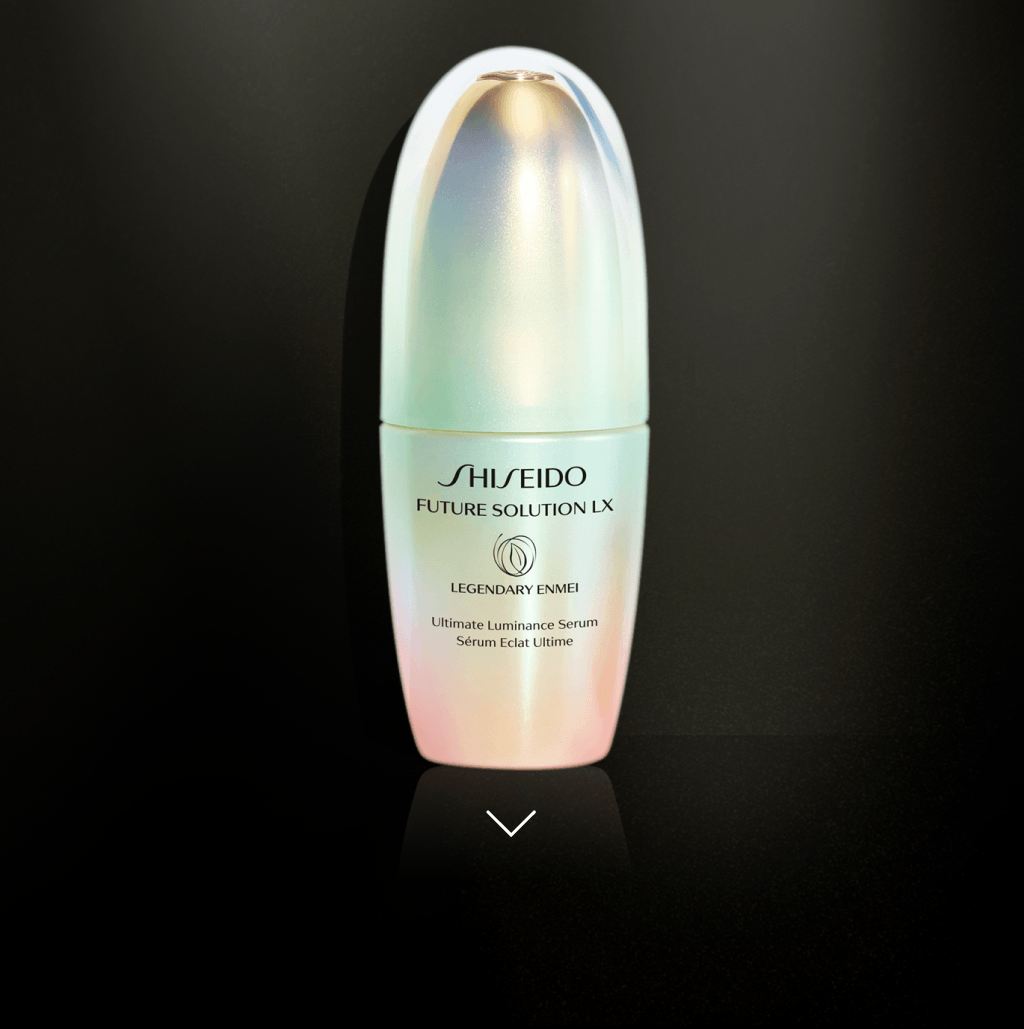 SHISEIDO
FUTURE SOLUTION LX
LEGENDARY ENMEI
Ultimate Luminance Serum
Sérum Eclat Ultime